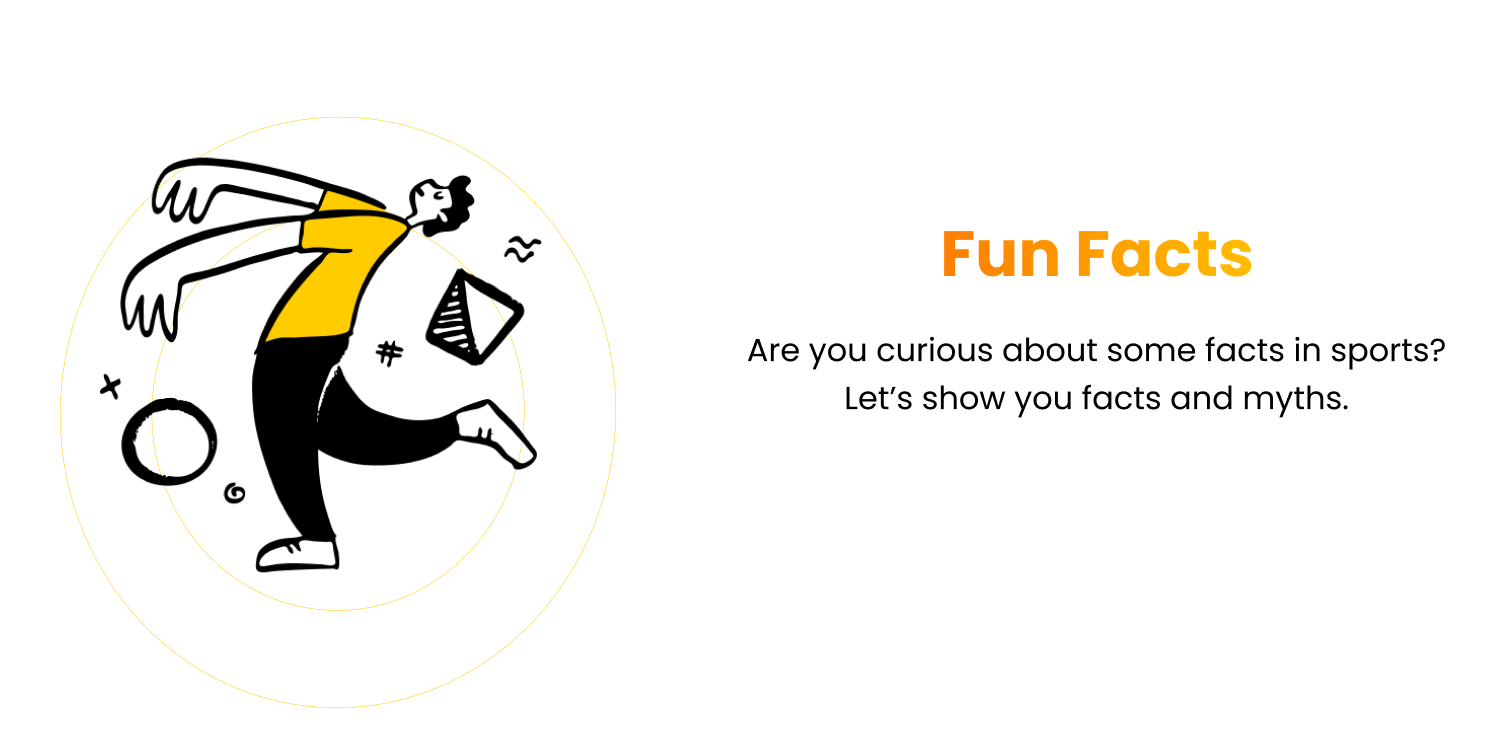 Fun Facts
Are you curious about some facts in sports?
Let’s show you facts and myths.